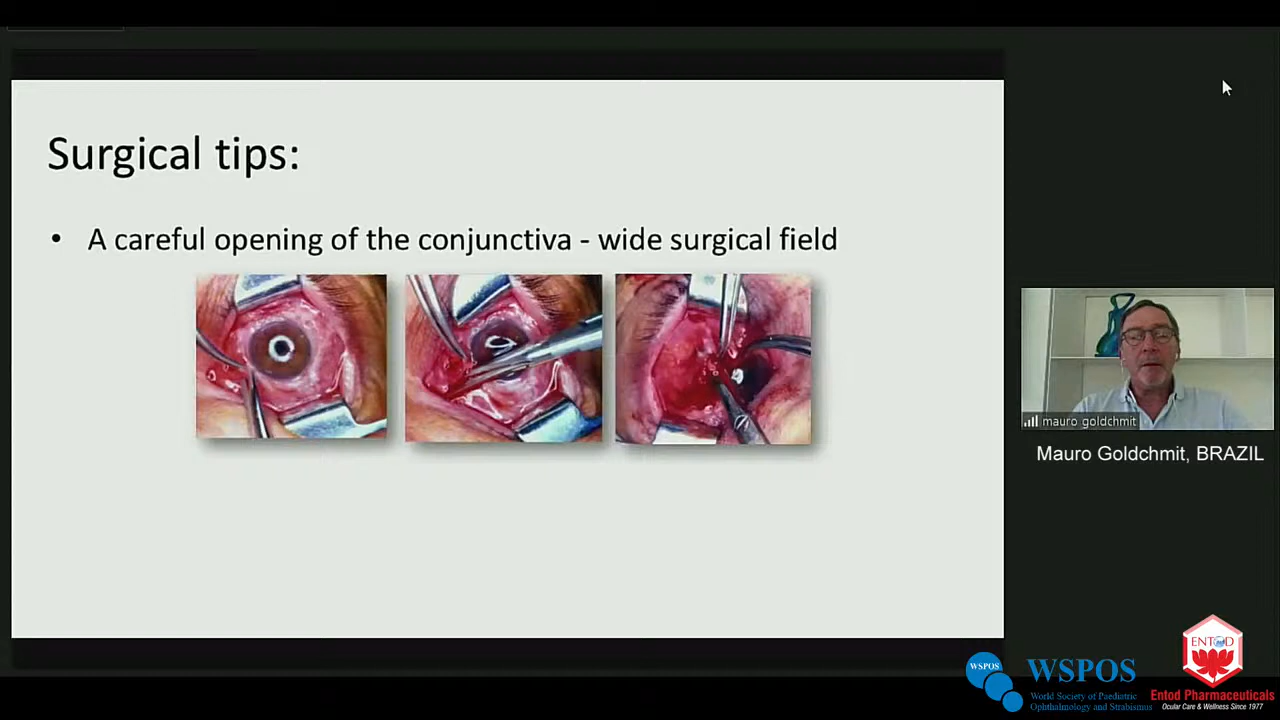 Surgical tips:
• A careful opening of the conjunctiva - wide surgical field
mauro goldchmit
Mauro Goldchmit, BRAZIL
WSPOS
WSPOS
World Society of Paediatric
Ophthalmology and Strabismus
ENTOD
Entod Pharmaceuticals
Ocular Care & Wellness Since 1977